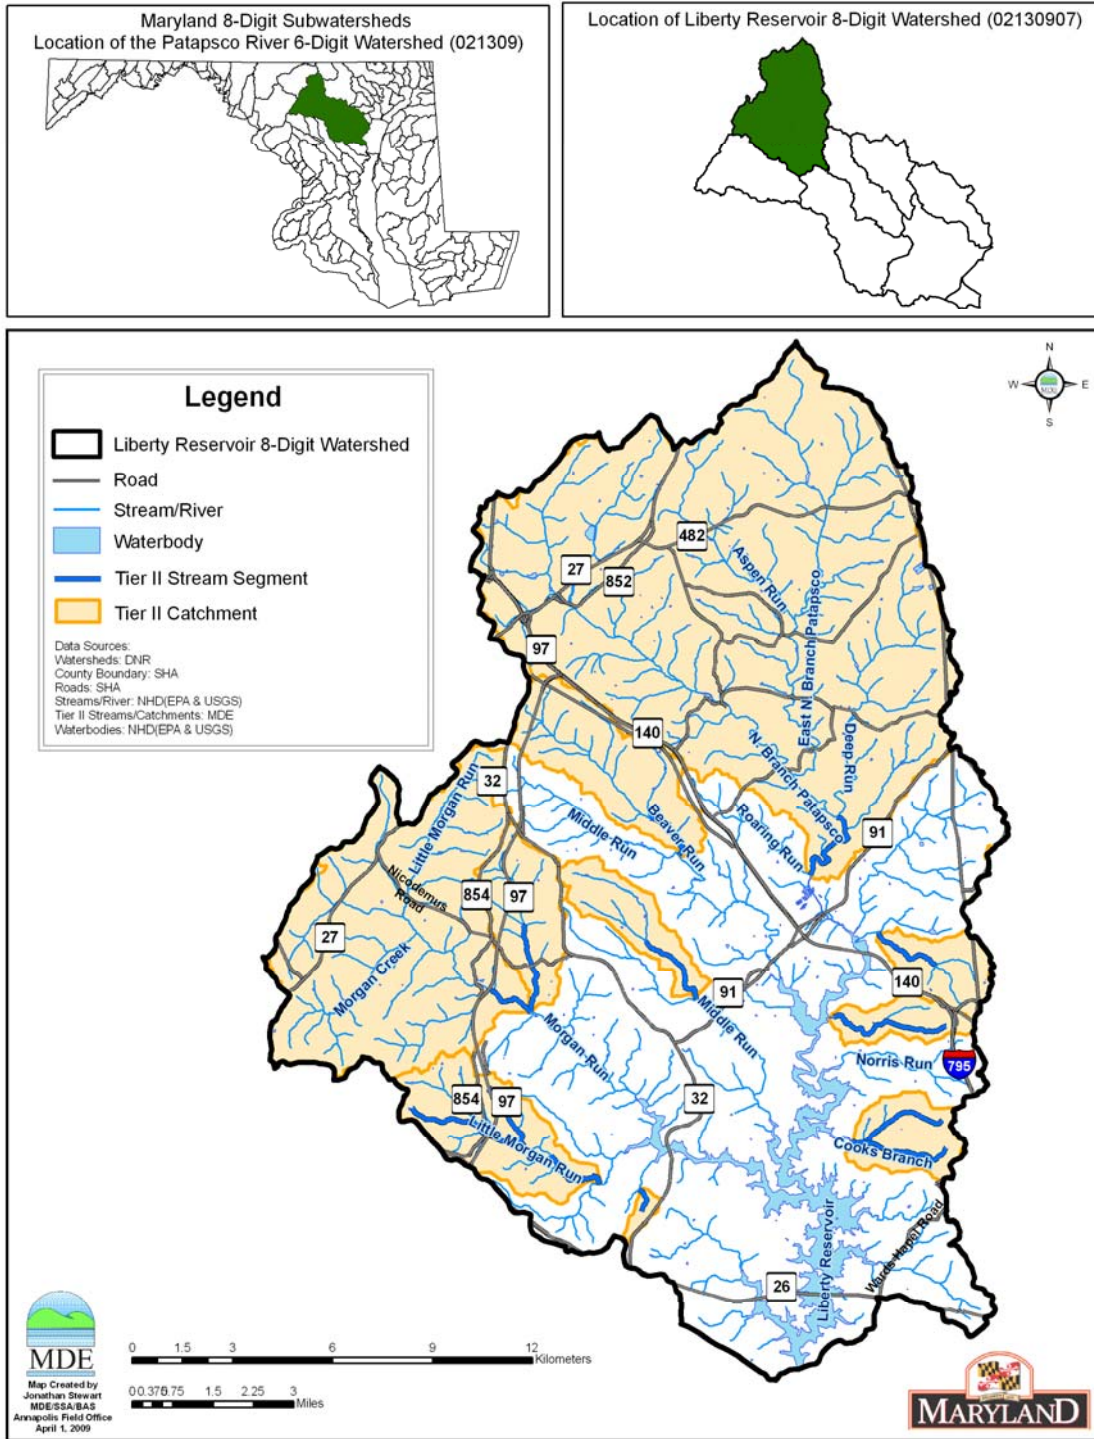 Maryland 8-Digit Subwatersheds
Location of the Patapsco River 6-Digit Watershed (021309)
Location of Liberty Reservoir 8-Digit Watershed (02130907)
Legend
Liberty Reservoir 8-Digit Watershed
Road
Stream/River
Waterbody
Tier II Stream Segment
Tier II Catchment
Data Sources:
Watersheds: DNR
County Boundary: SHA
Roads: SHA
Streams/River: NHD(EPA & USGS)
Tier II Streams/Catchments: MDE
Waterbodies: NHD(EPA & USGS)
N
W
E
MDE
S
482
27
852
Aspen Run
97
East N. Branch Patapsco
140
N. Branch Patapsco
Deep Run
32
Little Morgan Run
Middle Run
Beaver Run
Roaring Run
91
Nicodemus
Road
854
97
27
Morgan Creek
140
91
Middle Run
Morgan Run
Norris Run
795
854
97
32
Little Morgan Run
Cooks Branch
Liberty Reservoir
Wards Hapel Road
26
MDE
Map Created by
Jonathan Stewart
MDE/SSA/BAS
Annapolis Field Office
April 1, 2009
0 1.5 3 6 9 12
Kilometers
0 0.375 0.75 1.5 2.25 3
Miles
MARYLAND